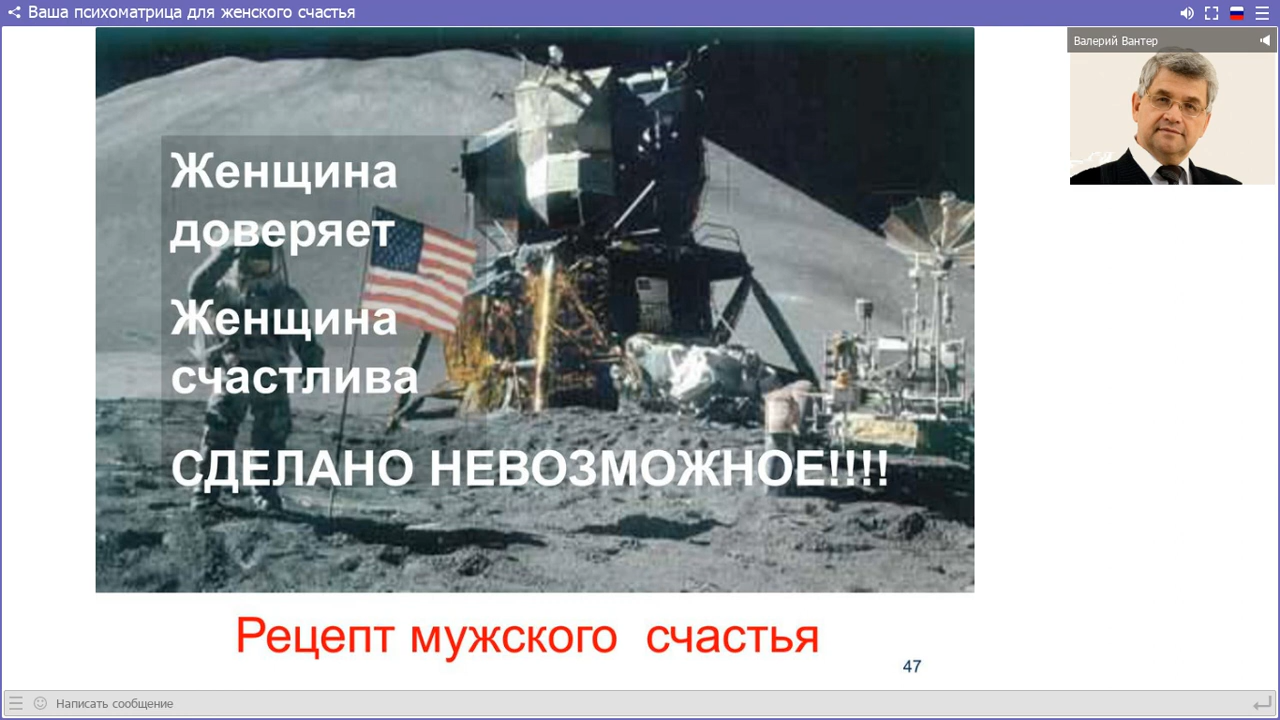 Ваша психоматрица для женского счастья
Валерий Вантер
Женщина
доверяет
Женщина
счастлива
СДЕЛАНО НЕВОЗМОЖНОЕ!!!!
Рецепт мужского счастья
47
Написать сообщение